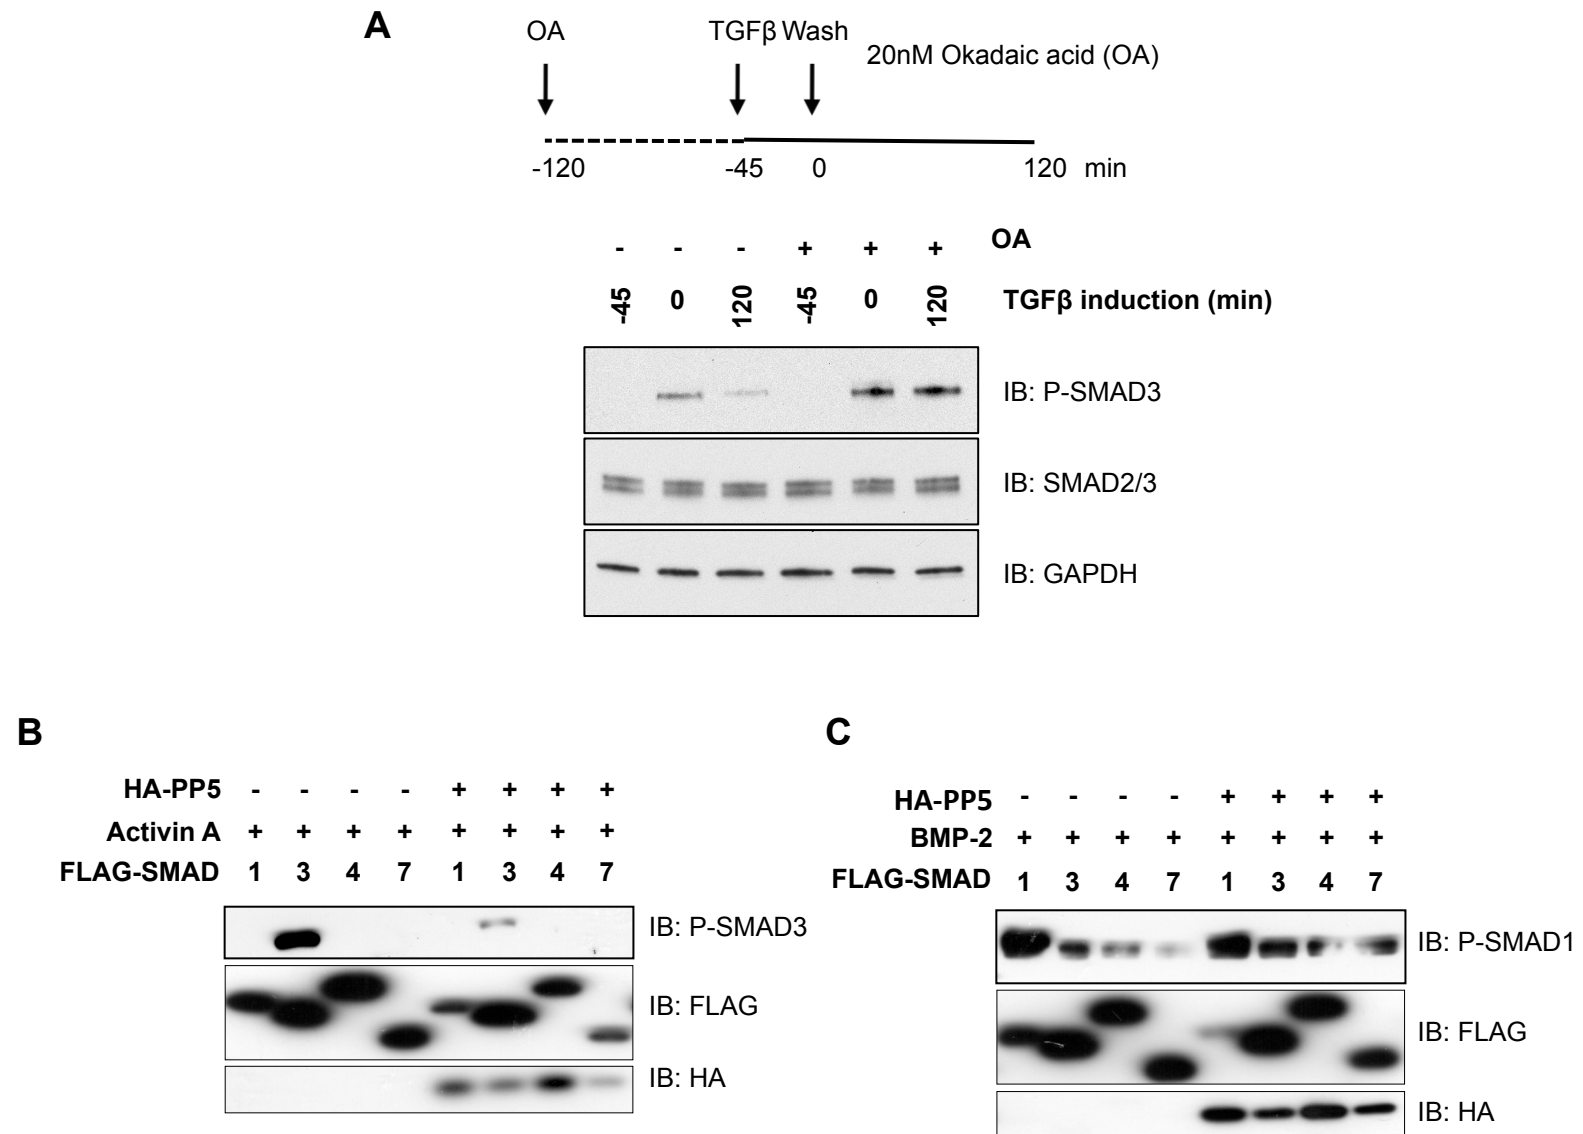 A
OA TGFβ Wash
20nM Okadaic acid (OA)
-120 -45 0 120 min
- - - + + + OA
-45 0 120 -45 0 120 TGFβ induction (min)
IB: P-SMAD3
IB: SMAD2/3
IB: GAPDH
B
HA-PP5 - - - - + + + +
Activin A + + + + + + + +
FLAG-SMAD 1 3 4 7 1 3 4 7
IB: P-SMAD3
IB: FLAG
IB: HA
C
HA-PP5 - - - - + + + +
BMP-2 + + + + + + + +
FLAG-SMAD 1 3 4 7 1 3 4 7
IB: P-SMAD1
IB: FLAG
IB: HA